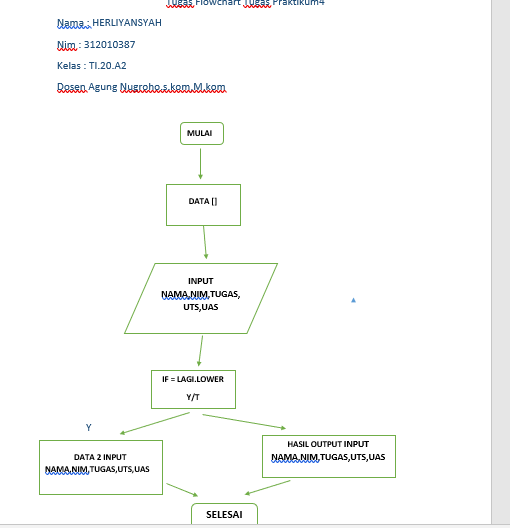 Tugas Flowchart Tugas Praktikum4
Nama : HERLIYANSYAH
Nim : 312010387
Kelas : TI.20.A2
Dosen Agung Nugroho.s.kom.M.kom
MULAI
DATA []
INPUT
NAMA,NIM,TUGAS,
UTS,UAS
IF = LAGI.LOWER
Y/T
Y
DATA 2 INPUT
NAMA,NIM,TUGAS,UTS,UAS
HASIL OUTPUT INPUT
NAMA,NIM,TUGAS,UTS,UAS
SELESAI